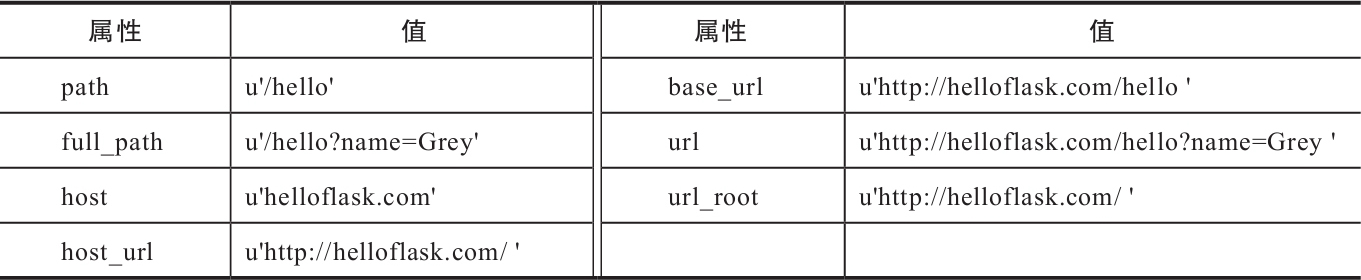 属性 值 属性 值
path u'/hello' base_url u'http://helloflask.com/hello '
full_path u'/hello?name=Grey' url u'http://helloflask.com/hello?name=Grey '
host u'helloflask.com' url_root u'http://helloflask.com/ '
host_url u'http://helloflask.com/ '